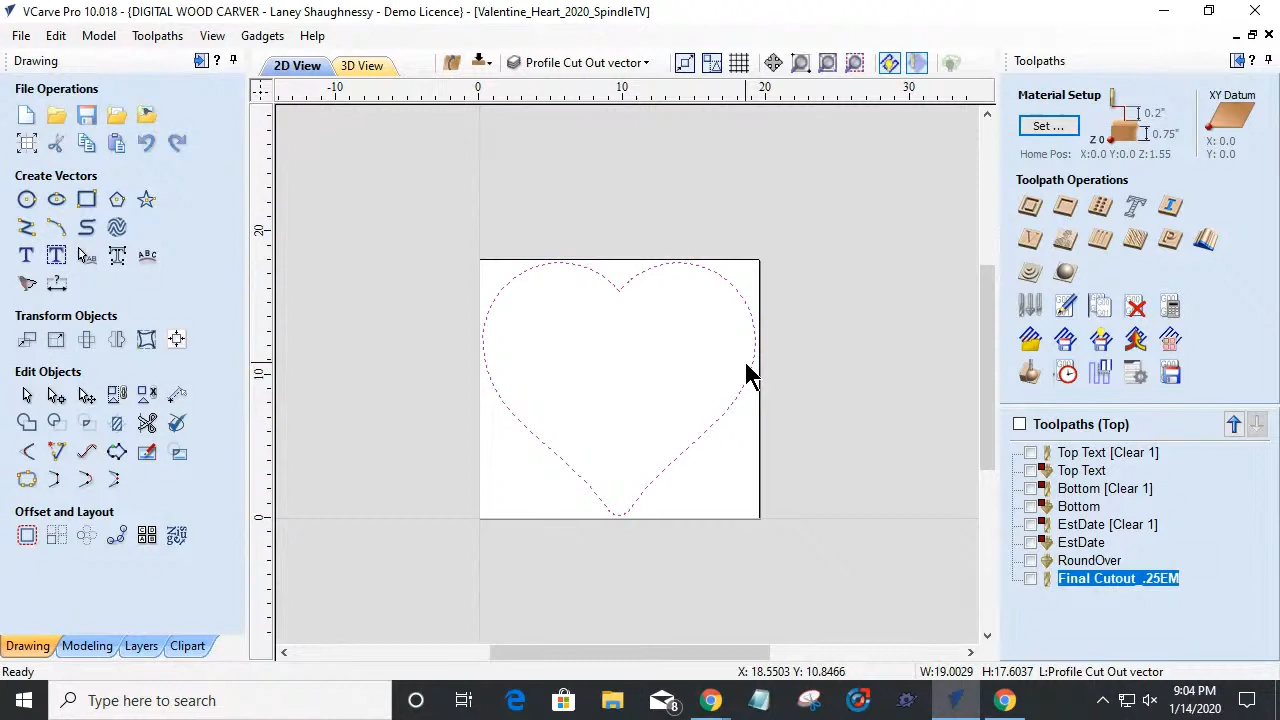 VCarve Pro 10.018 - {DIGITAL WOOD CARVER - Laney Shaughnessy - Demo Licence} - [Valentine_Heart_2020_SpindleTV]
File Edit Model Toolpaths View Gadgets Help
Drawing
2D View
3D View
Profile Cut Out vector
Toolpaths
File Operations
Create Vectors
Transform Objects
Edit Objects
Offset and Layout
-10
0
10
20
30
20
10
0
Material Setup
Set ...
0.2"
0.75"
Z 0
Home Pos: X:0.0 Y:0.0 Z:1.55
XY Datum
X: 0.0
Y: 0.0
Toolpath Operations
Toolpaths (Top)
Top Text [Clear 1]
Top Text
Bottom [Clear 1]
Bottom
EstDate [Clear 1]
EstDate
RoundOver
Final Cutout_.25EM
Drawing Modeling Layers Clipart
Ready
X: 18.5503 Y: 10.8466
W:19.0029 H:17.6037 L:Profile Cut Out vector
Type here to search
8
9:04 PM
1/14/2020